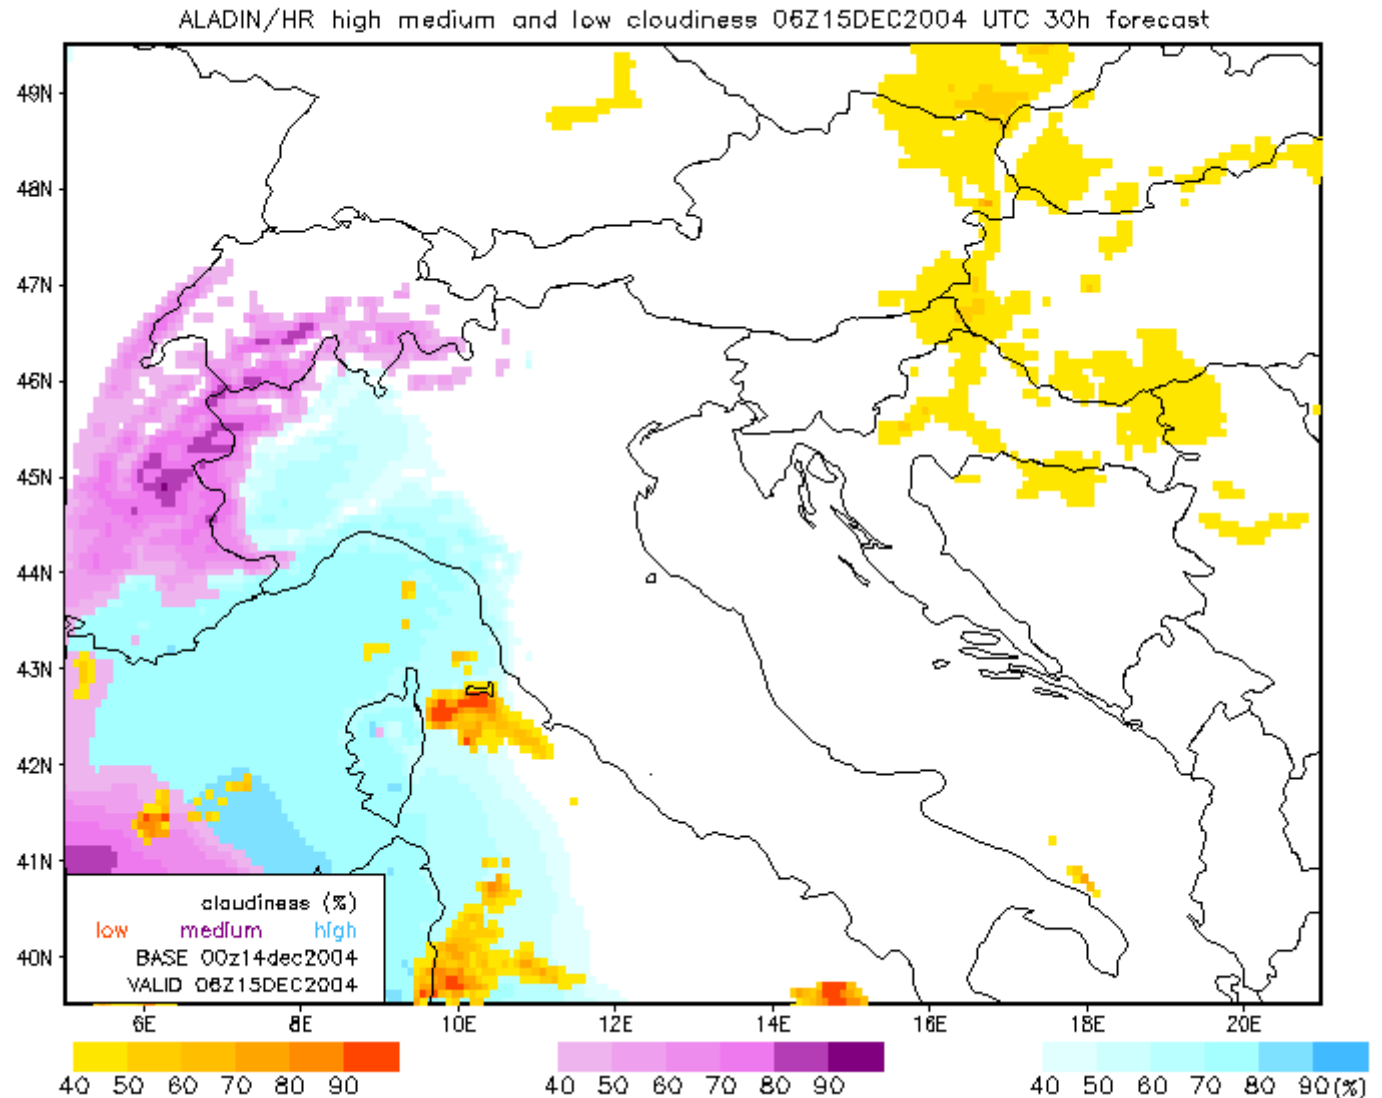 ALADIN/HR high medium and low cloudiness 06Z15DEC2004 UTC 30h forecast
49N
48N
47N
46N
45N
44N
43N
42N
41N
40N
cloudiness (%)
low medium high
BASE 00z14dec2004
VALID 06Z15DEC2004
6E 8E 10E 12E 14E 16E 18E 20E
40 50 60 70 80 90 40 50 60 70 80 90 40 50 60 70 80 90(%)